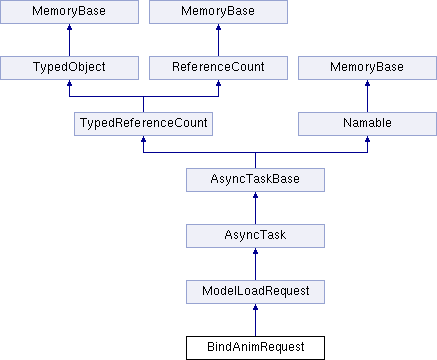 MemoryBase
MemoryBase
TypedObject
ReferenceCount
MemoryBase
TypedReferenceCount
Namable
AsyncTaskBase
AsyncTask
ModelLoadRequest
BindAnimRequest